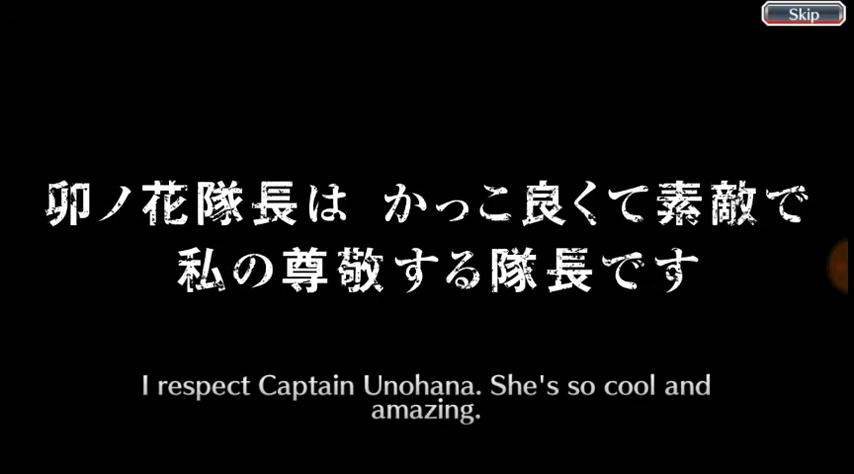 Skip
卯ノ花隊長は かっこ良くて素敵で
私の尊敬する隊長です
I respect Captain Unohana. She's so cool and
amazing.